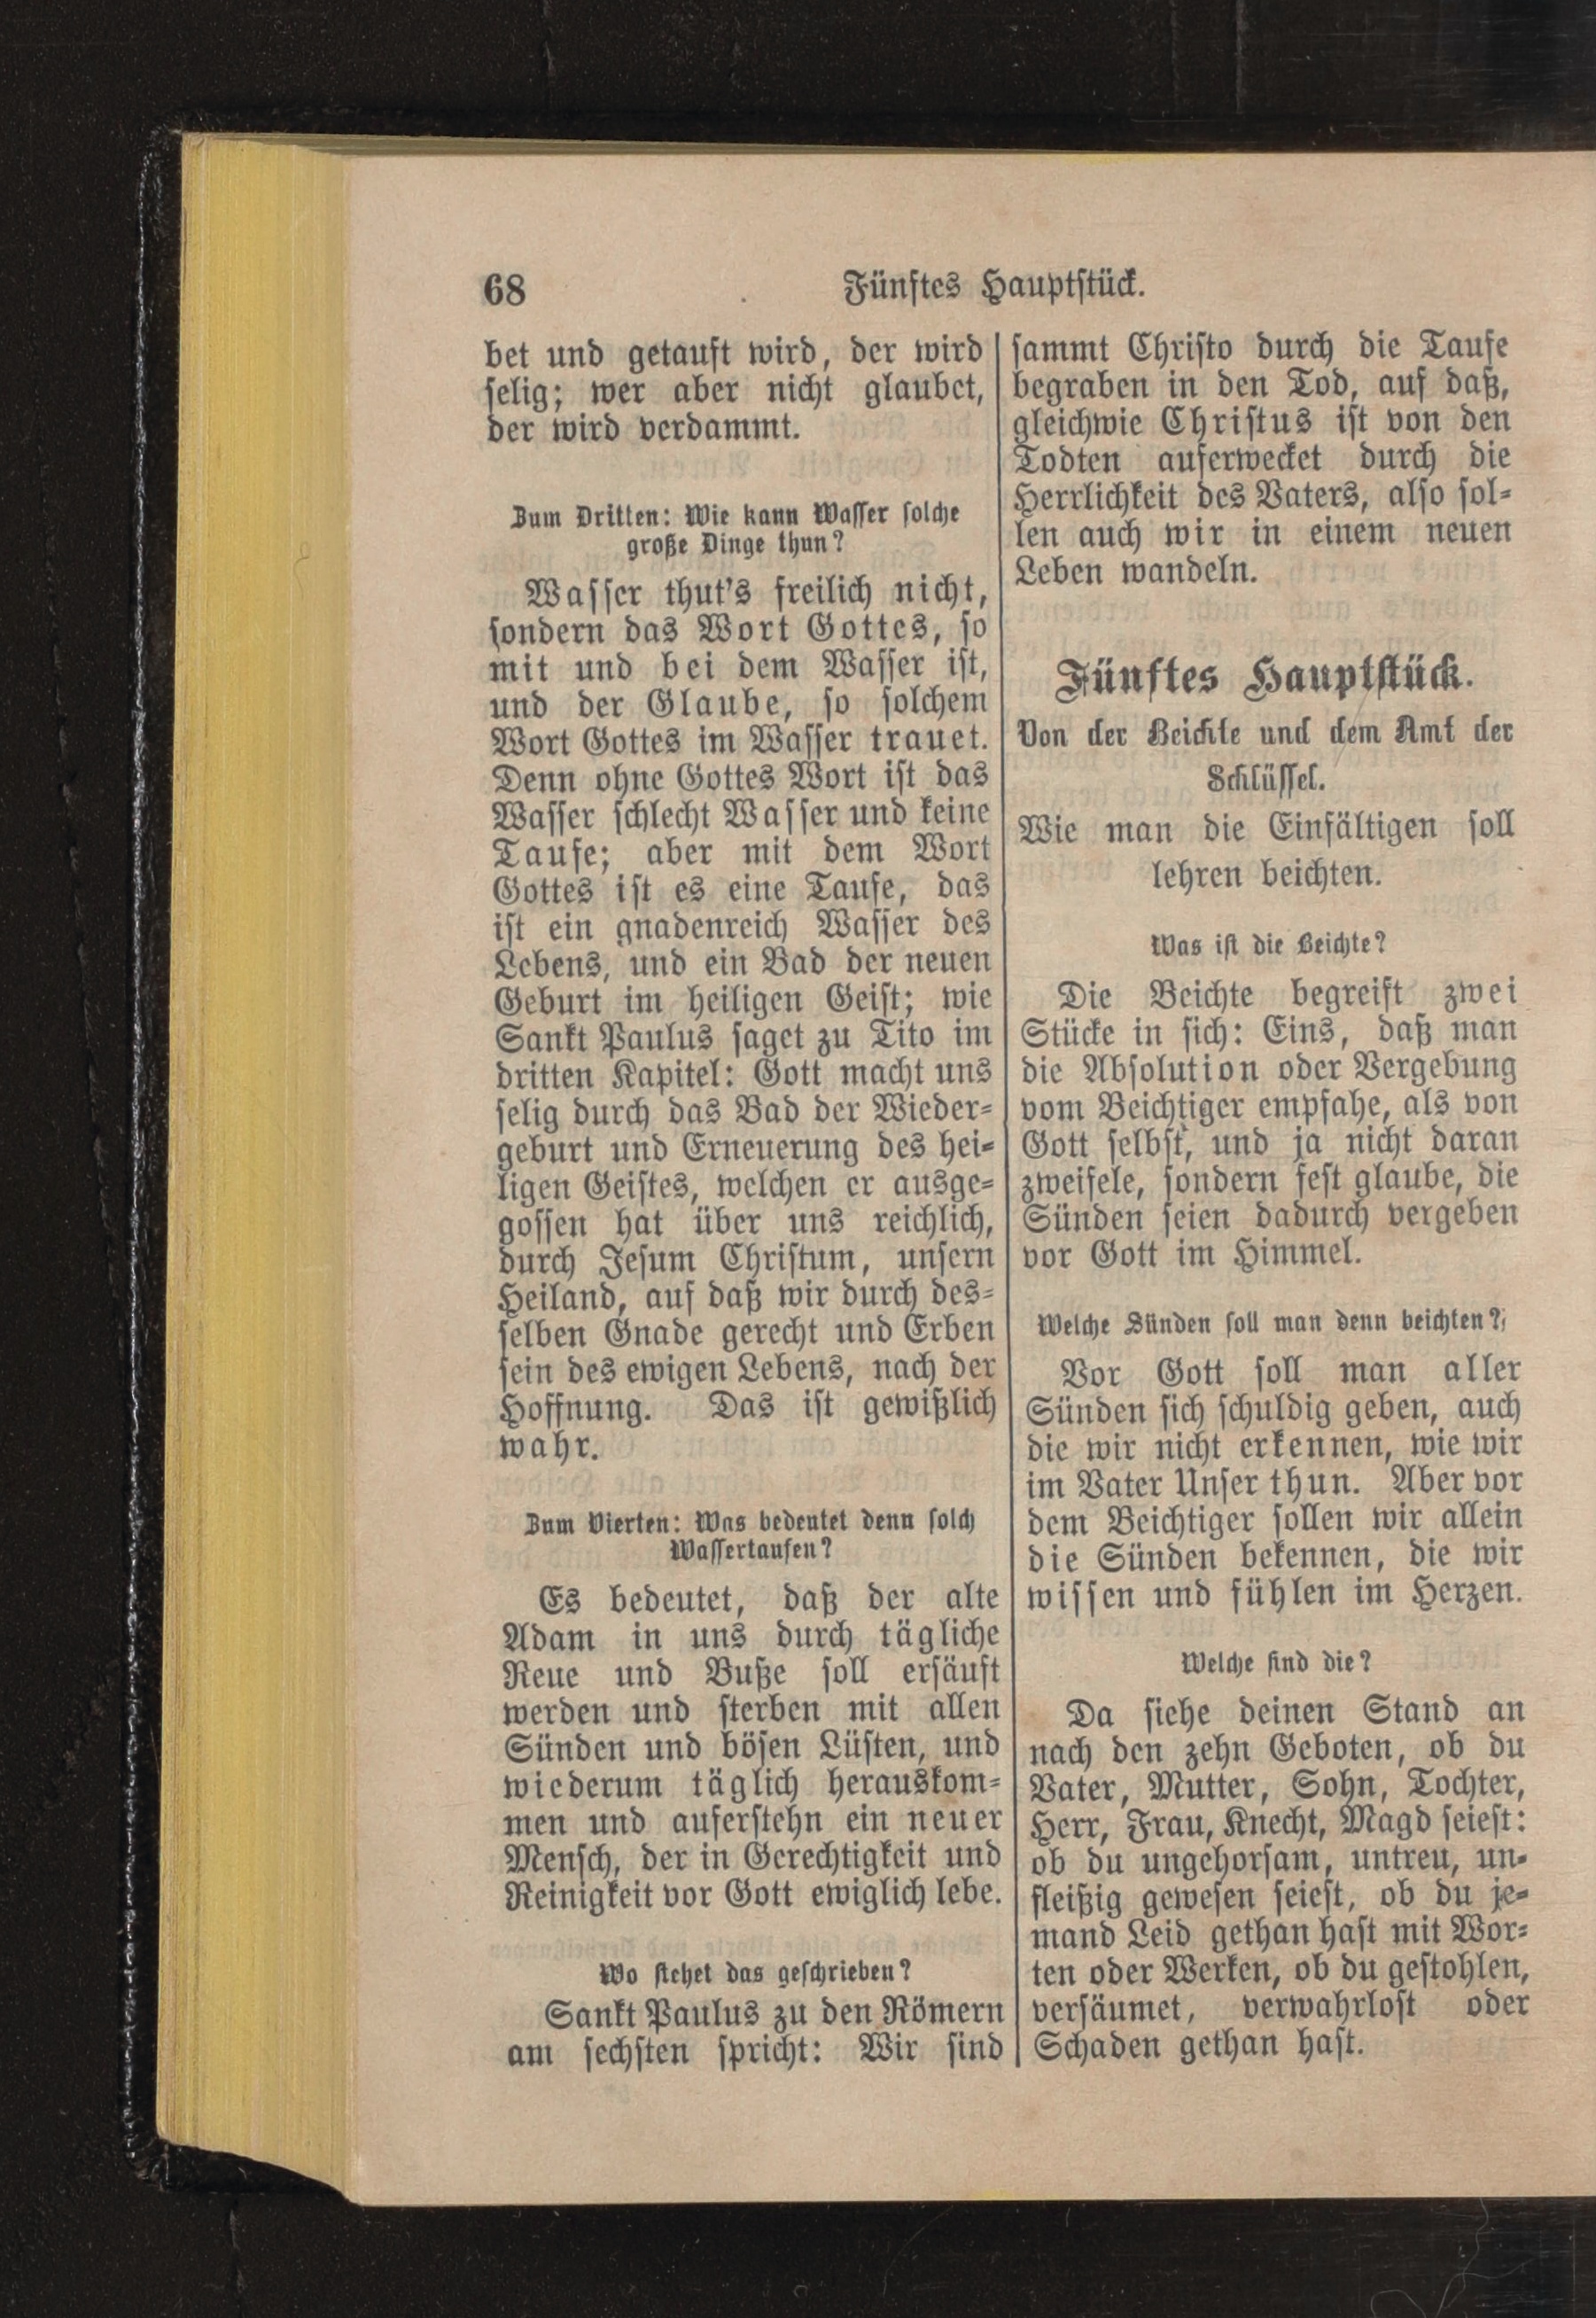 68
Fünftes Hauptstück.
bet und getauft wird, der wird
selig; wer aber nicht glaubet,
der wird verdammt.
Zum Dritten: Wie kann Wasser solche
große Dinge thun?
Wasser thut's freilich nicht,
sondern das Wort Gottes, so
mit und bei dem Wasser ist,
und der Glaube, so solchem
Wort Gottes im Wasser trauet.
Denn ohne Gottes Wort ist das
Wasser schlecht Wasser und keine
Taufe; aber mit dem Wort
Gottes ist es eine Taufe, das
ist ein gnadenreich Wasser des
Lebens, und ein Bad der neuen
Geburt im heiligen Geist; wie
Sankt Paulus saget zu Tito im
dritten Kapitel: Gott macht uns
selig durch das Bad der Wieder-
geburt und Erneuerung des hei-
ligen Geistes, welchen er ausge-
gossen hat über uns reichlich,
durch Jesum Christum, unsern
Heiland, auf daß wir durch des-
selben Gnade gerecht und Erben
sein des ewigen Lebens, nach der
Hoffnung. Das ist gewißlich
wahr.
Zum Vierten: Was bedeutet denn solch
Wassertaufen?
Es bedeutet, daß der alte
Adam in uns durch tägliche
Reue und Buße soll ersäuft
werden und sterben mit allen
Sünden und bösen Lüsten, und
wiederum täglich herauskom-
men und auferstehn ein neuer
Mensch, der in Gerechtigkeit und
Reinigkeit vor Gott ewiglich lebe.
Wo stehet das geschrieben?
Sankt Paulus zu den Römern
am sechsten spricht: Wir sind
sammt Christo durch die Taufe
begraben in den Tod, auf daß,
gleichwie Christus ist von den
Todten auferwecket durch die
Herrlichkeit des Vaters, also sol-
len auch wir in einem neuen
Leben wandeln.
Fünftes Hauptstück.
Von der Beichte und dem Amt der
Schlüssel.
Wie man die Einfältigen soll
lehren beichten.
Was ist die Beichte?
Die Beichte begreift zwei
Stücke in sich: Eins, daß man
die Absolution oder Vergebung
vom Beichtiger empfahe, als von
Gott selbst, und ja nicht daran
zweifele, sondern fest glaube, die
Sünden seien dadurch vergeben
vor Gott im Himmel.
Welche Sünden soll man denn beichten?
Vor Gott soll man aller
Sünden sich schuldig geben, auch
die wir nicht erkennen, wie wir
im Vater Unser thun. Aber vor
dem Beichtiger sollen wir allein
die Sünden bekennen, die wir
wissen und fühlen im Herzen.
Welche sind die?
Da siehe deinen Stand an
nach den zehn Geboten, ob du
Vater, Mutter, Sohn, Tochter,
Herr, Frau, Knecht, Magd seiest:
ob du ungehorsam, untreu, un-
fleißig gewesen seiest, ob du je-
mand Leid gethan hast mit Wor-
ten oder Werken, ob du gestohlen,
versäumet, verwahrlost oder
Schaden gethan hast.